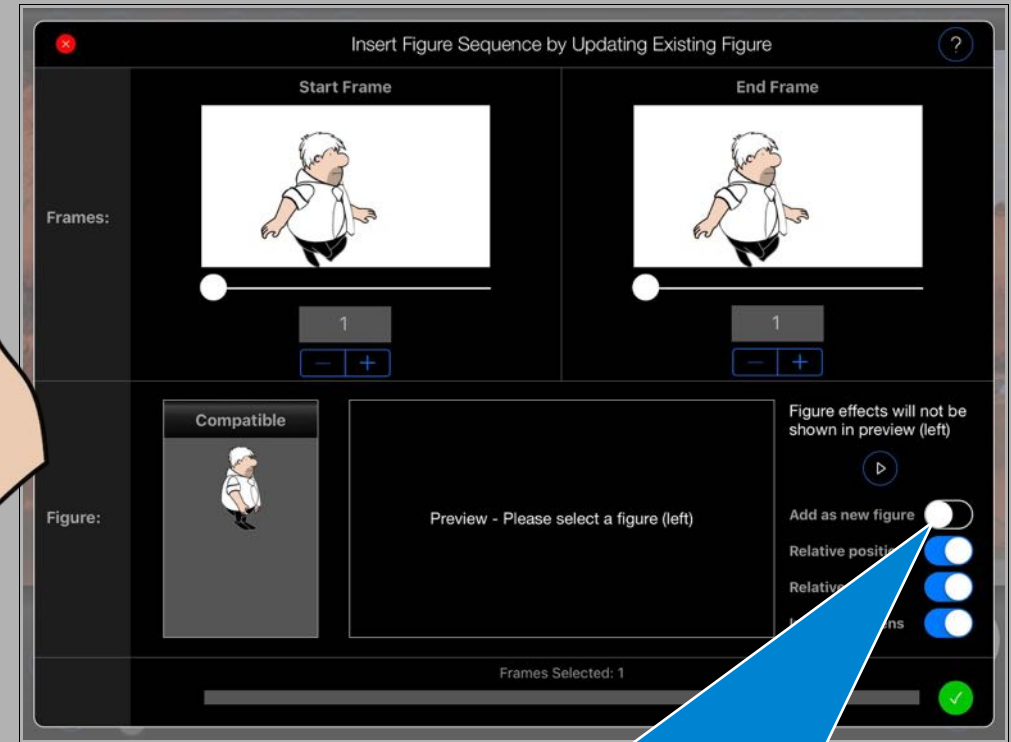 Insert Figure Sequence by Updating Existing Figure
?
Start Frame
End Frame
Frames:
1
1
Compatible
Figure effects will not be
shown in preview (left)
Figure:
Preview - Please select a figure (left)
Add as new figure
Relative
Relative
Frames Selected: 1